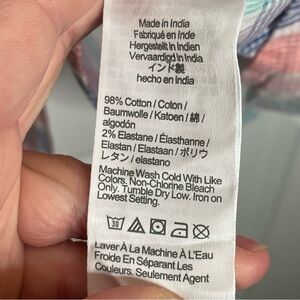 Made in India
Fabriqué en Inde
Hergestellt in Indien
Vervaardigd in India
インド製
hecho en India
98% Cotton / Coton /
Baumwolle / Katoen / 綿 /
algodón
2% Elastane / Élasthanne /
Elastan / Elastaan / ポリウ
レタン / elastano
Machine Wash Cold With Like
Colors. Non-Chlorine Bleach
Only. Tumble Dry Low. Iron on
Lowest Setting.
30
Laver À La Machine À L'Eau
Froide En Séparant Les
Couleurs. Seulement Agent